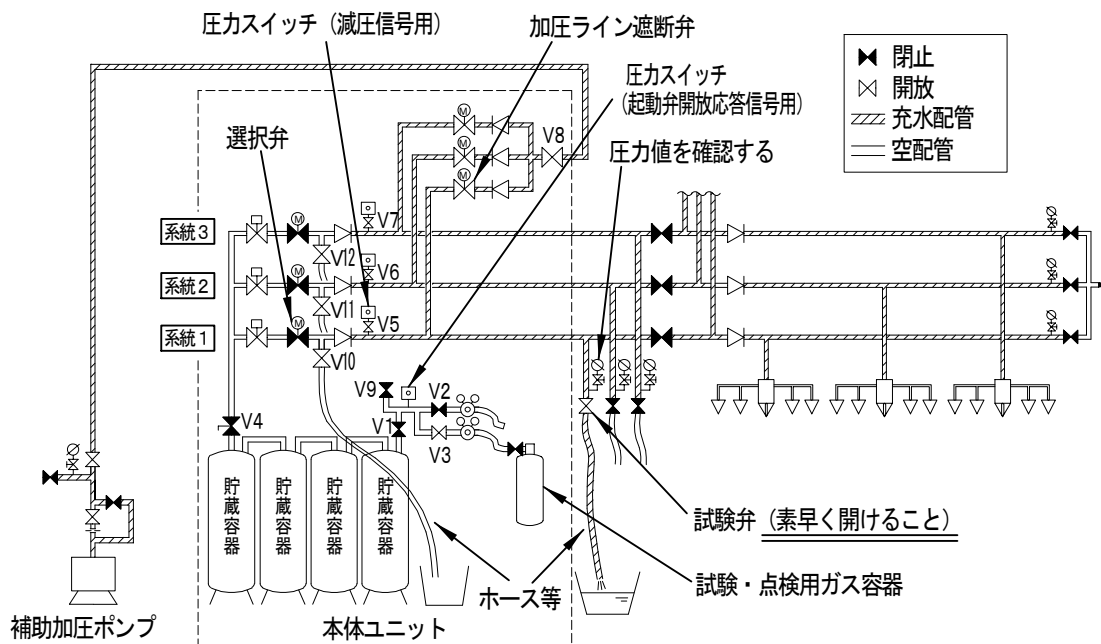 圧力スイッチ（減圧信号用）
加圧ライン遮断弁
圧力スイッチ
（起動弁開放応答信号用）
閉止
開放
充水配管
空配管
選択弁
M
V8
M
M
圧力値を確認する
系統3
M
V7
V12
系統2
M
V6
V11
系統1
M
V5
V10
V9
V2
V4
V1
V3
貯蔵容器
貯蔵容器
貯蔵容器
貯蔵容器
試験弁（素早く開けること）
試験・点検用ガス容器
ホース等
補助加圧ポンプ
本体ユニット